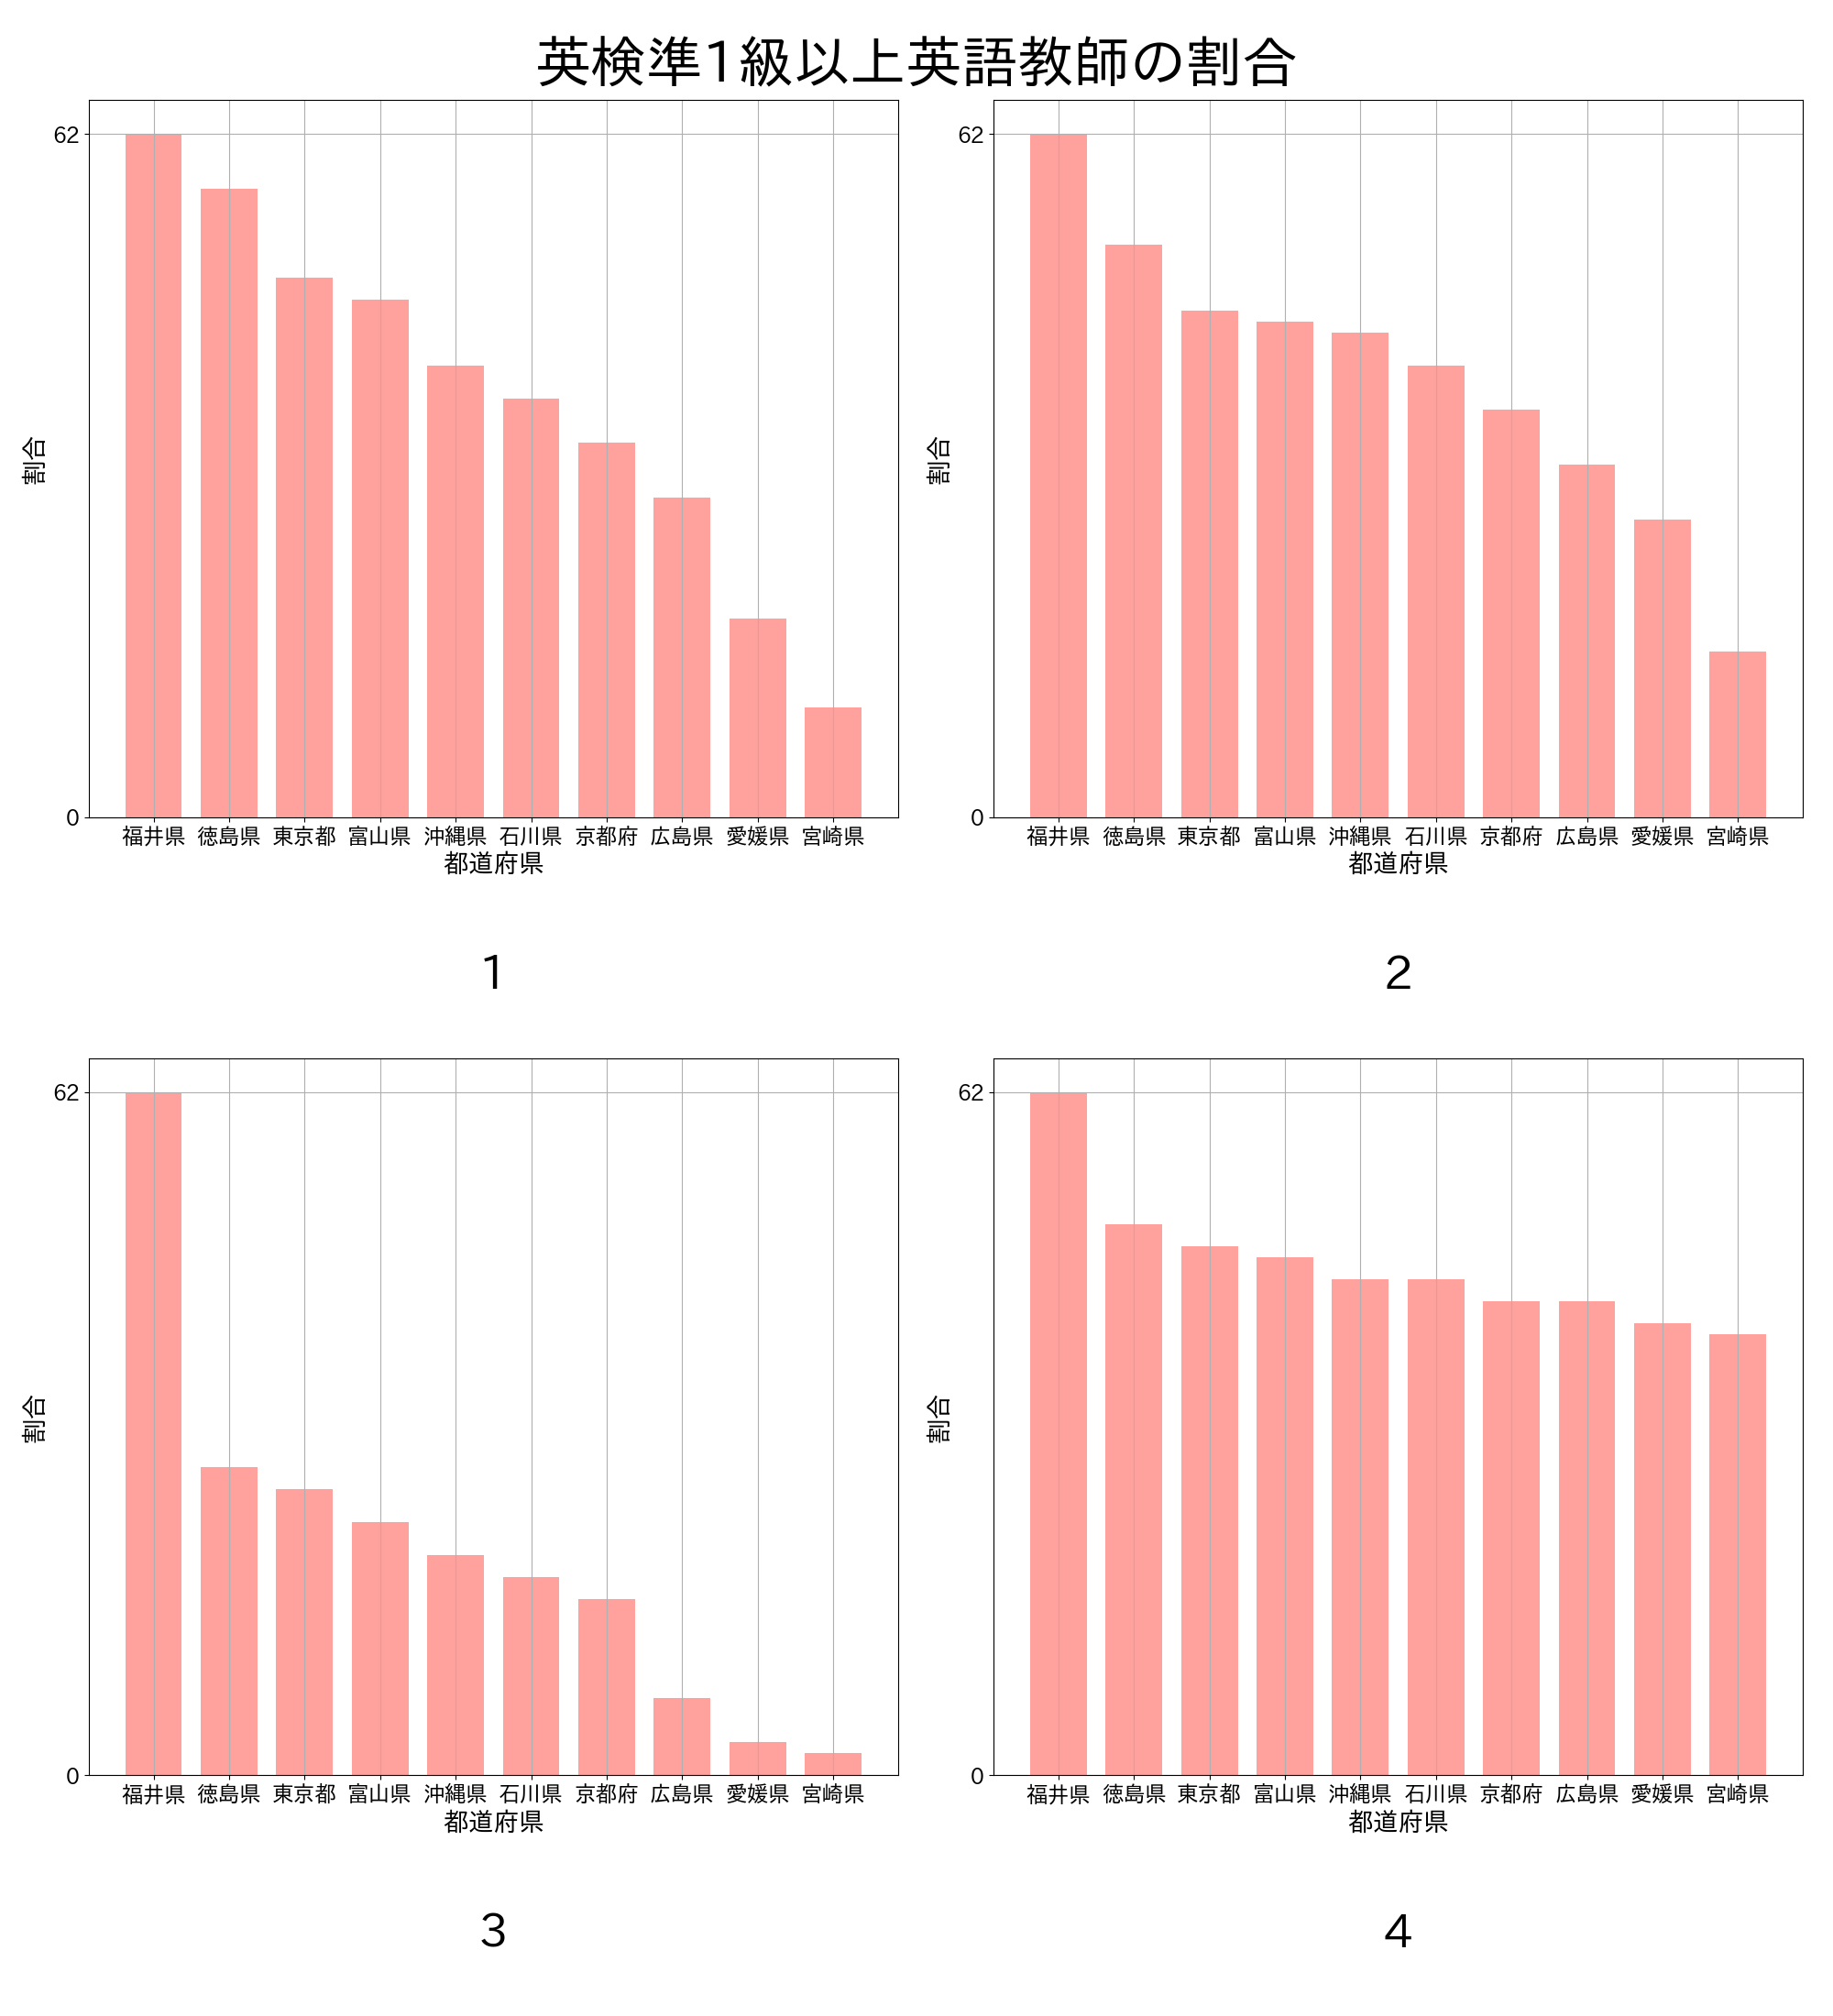 英検準1級以上英語教師の割合
62
0
割合
福井県 徳島県 東京都 富山県 沖縄県 石川県 京都府 広島県 愛媛県 宮崎県
都道府県
1
62
0
割合
福井県 徳島県 東京都 富山県 沖縄県 石川県 京都府 広島県 愛媛県 宮崎県
都道府県
2
62
0
割合
福井県 徳島県 東京都 富山県 沖縄県 石川県 京都府 広島県 愛媛県 宮崎県
都道府県
3
62
0
割合
福井県 徳島県 東京都 富山県 沖縄県 石川県 京都府 広島県 愛媛県 宮崎県
都道府県
4